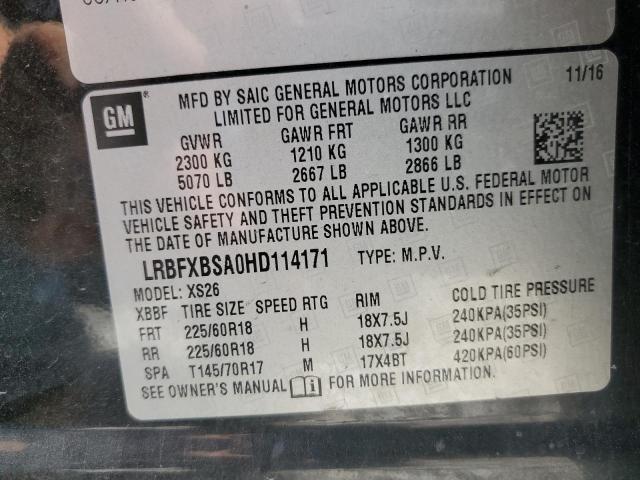 GM
MFD BY SAIC GENERAL MOTORS CORPORATION 11/16
LIMITED FOR GENERAL MOTORS LLC
GVWR GAWR FRT GAWR RR
2300 KG 1210 KG 1300 KG
5070 LB 2667 LB 2866 LB
THIS VEHICLE CONFORMS TO ALL APPLICABLE U.S. FEDERAL MOTOR
VEHICLE SAFETY AND THEFT PREVENTION STANDARDS IN EFFECT ON
THE DATE OF MANUFACTURE SHOWN ABOVE.
LRBFXBSA0HD114171 TYPE: M.P.V.
MODEL: XS26
XBBF TIRE SIZE SPEED RTG RIM COLD TIRE PRESSURE
FRT 225/60R18 H 18X7.5J 240KPA(35PSI)
RR 225/60R18 H 18X7.5J 240KPA(35PSI)
SPA T145/70R17 M 17X4BT 420KPA(60PSI)
SEE OWNER'S MANUAL FOR MORE INFORMATION.